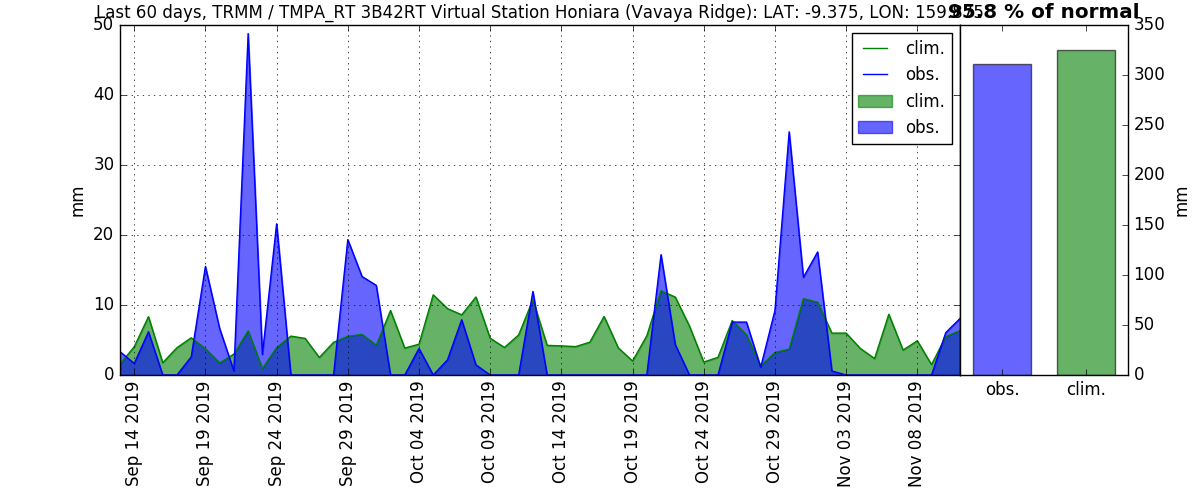 Last 60 days, TRMM / TMPA_RT 3B42RT Virtual Station Honiara (Vavaya Ridge): LAT: -9.375, LON:
95.8 % of normal
50
40
30
20
10
0
mm
clim.
obs.
clim.
obs.
Sep 14 2019
Sep 19 2019
Sep 24 2019
Sep 29 2019
Oct 04 2019
Oct 09 2019
Oct 14 2019
Oct 19 2019
Oct 24 2019
Oct 29 2019
Nov 03 2019
Nov 08 2019
350
300
250
200
150
100
50
0
mm
obs.
clim.